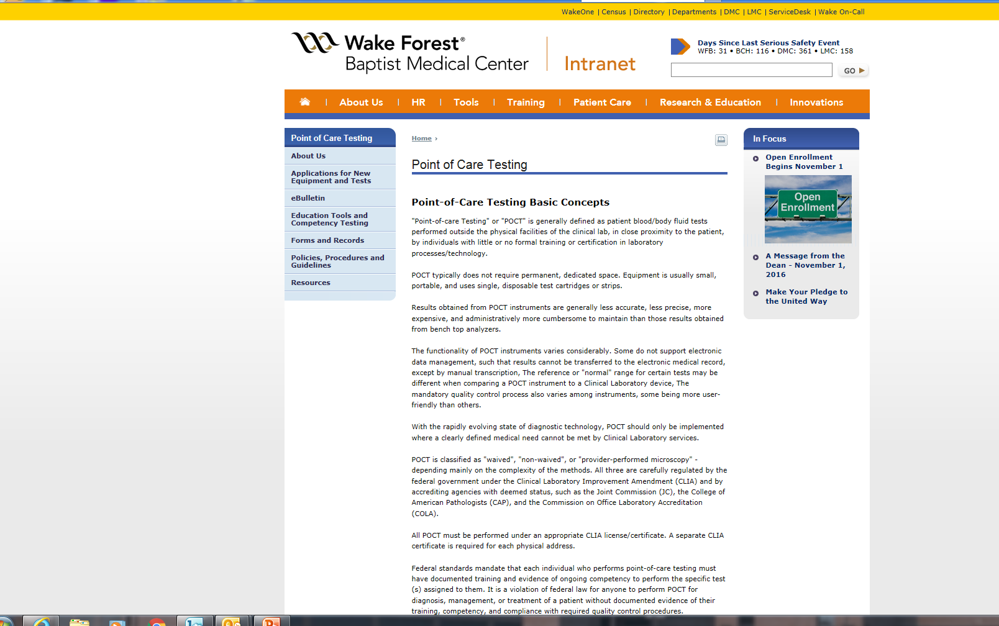 WakeOne | Census | Directory | Departments | DMC | LMC | ServiceDesk | Wake On-Call
Wake Forest®
Baptist Medical Center
Intranet
Days Since Last Serious Safety Event
WFB: 31 • BCH: 116 • DMC: 361 • LMC: 158
GO
About Us | HR | Tools | Training | Patient Care | Research & Education | Innovations
Point of Care Testing
About Us
Applications for New
Equipment and Tests
eBulletin
Education Tools and
Competency Testing
Forms and Records
Policies, Procedures and
Guidelines
Resources
Home ›
Point of Care Testing
Point-of-Care Testing Basic Concepts
"Point-of-care Testing" or "POCT" is generally defined as patient blood/body fluid tests
performed outside the physical facilities of the clinical lab, in close proximity to the patient,
by individuals with little or no formal training or certification in laboratory
processes/technology.
POCT typically does not require permanent, dedicated space. Equipment is usually small,
portable, and uses single, disposable test cartridges or strips.
Results obtained from POCT instruments are generally less accurate, less precise, more
expensive, and administratively more cumbersome to maintain than those results obtained
from bench top analyzers.
The functionality of POCT instruments varies considerably. Some do not support electronic
data management, such that results cannot be transferred to the electronic medical record,
except by manual transcription, The reference or "normal" range for certain tests may be
different when comparing a POCT instrument to a Clinical Laboratory device, The
mandatory quality control process also varies among instruments, some being more user-
friendly than others.
With the rapidly evolving state of diagnostic technology, POCT should only be implemented
where a clearly defined medical need cannot be met by Clinical Laboratory services.
POCT is classified as "waived", "non-waived", or "provider-performed microscopy" -
depending mainly on the complexity of the methods. All three are carefully regulated by the
federal government under the Clinical Laboratory Improvement Amendment (CLIA) and by
accrediting agencies with deemed status, such as the Joint Commission (JC), the College of
American Pathologists (CAP), and the Commission on Office Laboratory Accreditation
(COLA).
All POCT must be performed under an appropriate CLIA license/certificate. A separate CLIA
certificate is required for each physical address.
Federal standards mandate that each individual who performs point-of-care testing must
have documented training and evidence of ongoing competency to perform the specific test
(s) assigned to them. It is a violation of federal law for anyone to perform POCT for
diagnosis, management, or treatment of a patient without documented evidence of their
training, competency, and compliance with required quality control procedures.
In Focus
Open Enrollment
Begins November 1
Open
Enrollment
A Message from the
Dean - November 1,
2016
Make Your Pledge to
the United Way